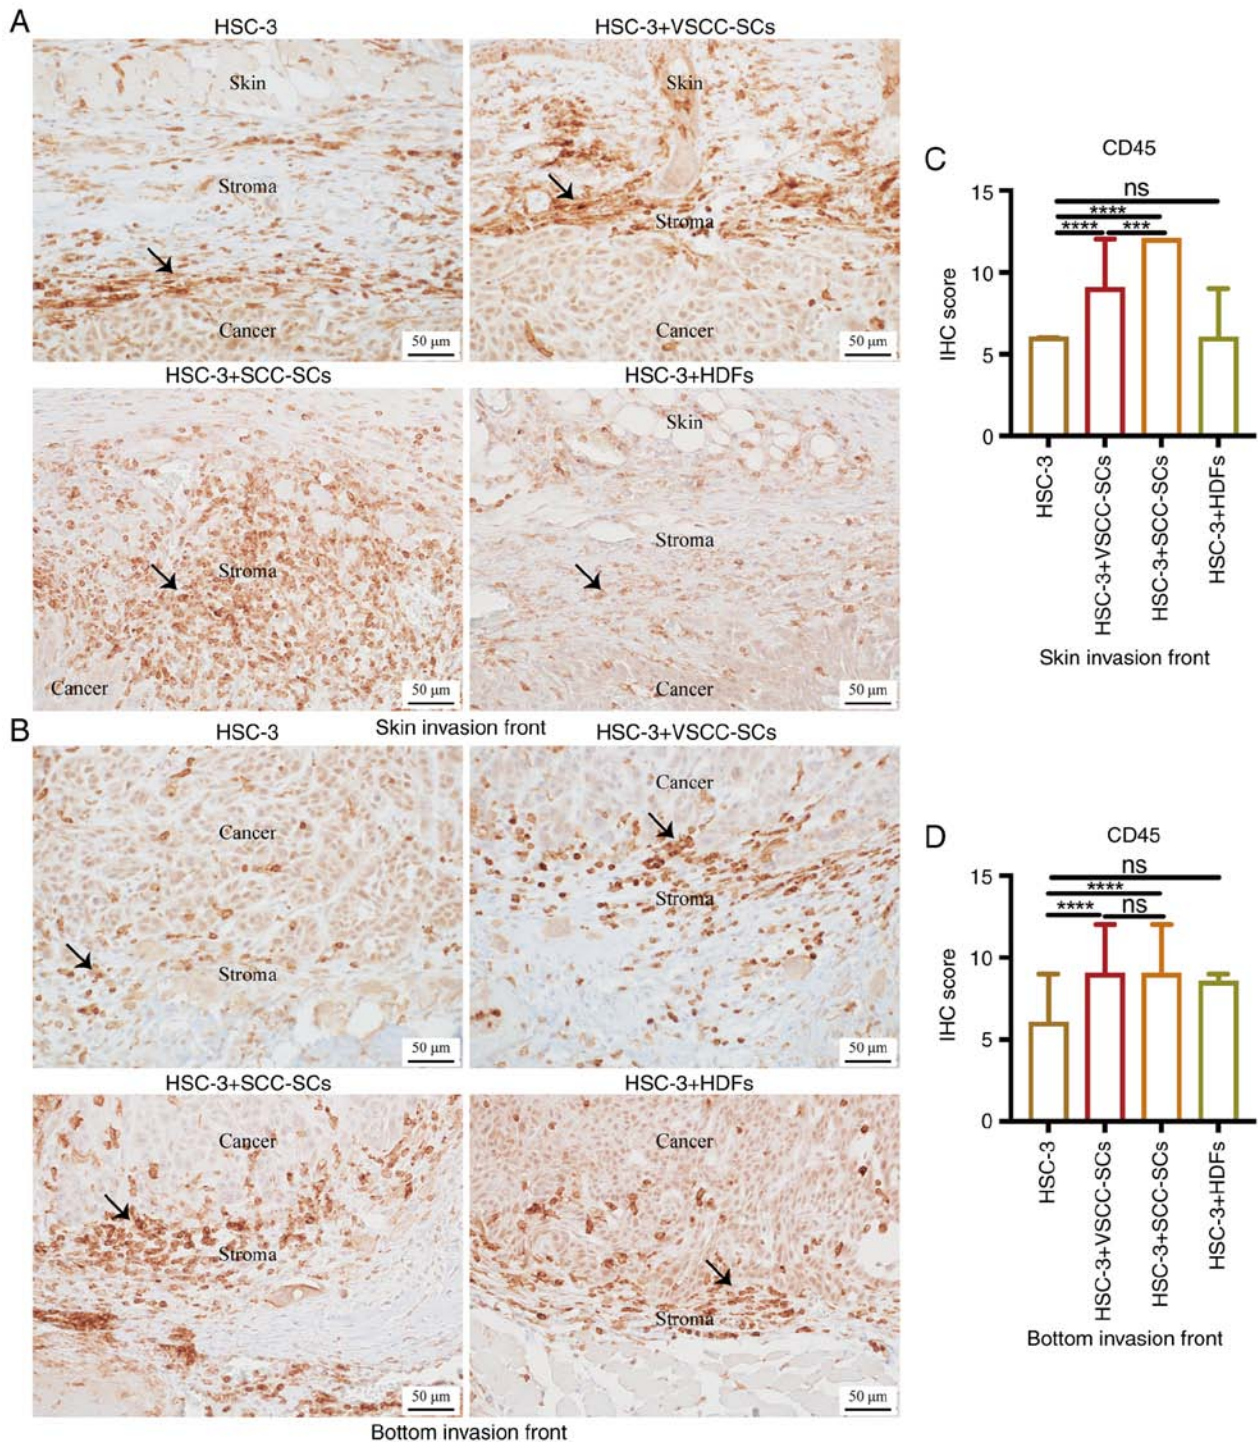 A
HSC-3
HSC-3+VSCC-SCs
Skin
Stroma
Cancer
50 μm
Skin
Stroma
Cancer
50 μm
HSC-3+SCC-SCs
HSC-3+HDFs
Stroma
Cancer
50 μm
Skin
Stroma
Cancer
50 μm
Skin invasion front
B
HSC-3
HSC-3+VSCC-SCs
Cancer
Stroma
50 μm
Cancer
Stroma
50 μm
HSC-3+SCC-SCs
HSC-3+HDFs
Cancer
Stroma
50 μm
Cancer
Stroma
50 μm
Bottom invasion front
C
CD45
IHC score
15
10
5
0
ns
****
**** ***
HSC-3
HSC-3+VSCC-SCs
HSC-3+SCC-SCs
HSC-3+HDFs
Skin invasion front
D
CD45
IHC score
15
10
5
0
ns
****
**** ns
HSC-3
HSC-3+VSCC-SCs
HSC-3+SCC-SCs
HSC-3+HDFs
Bottom invasion front